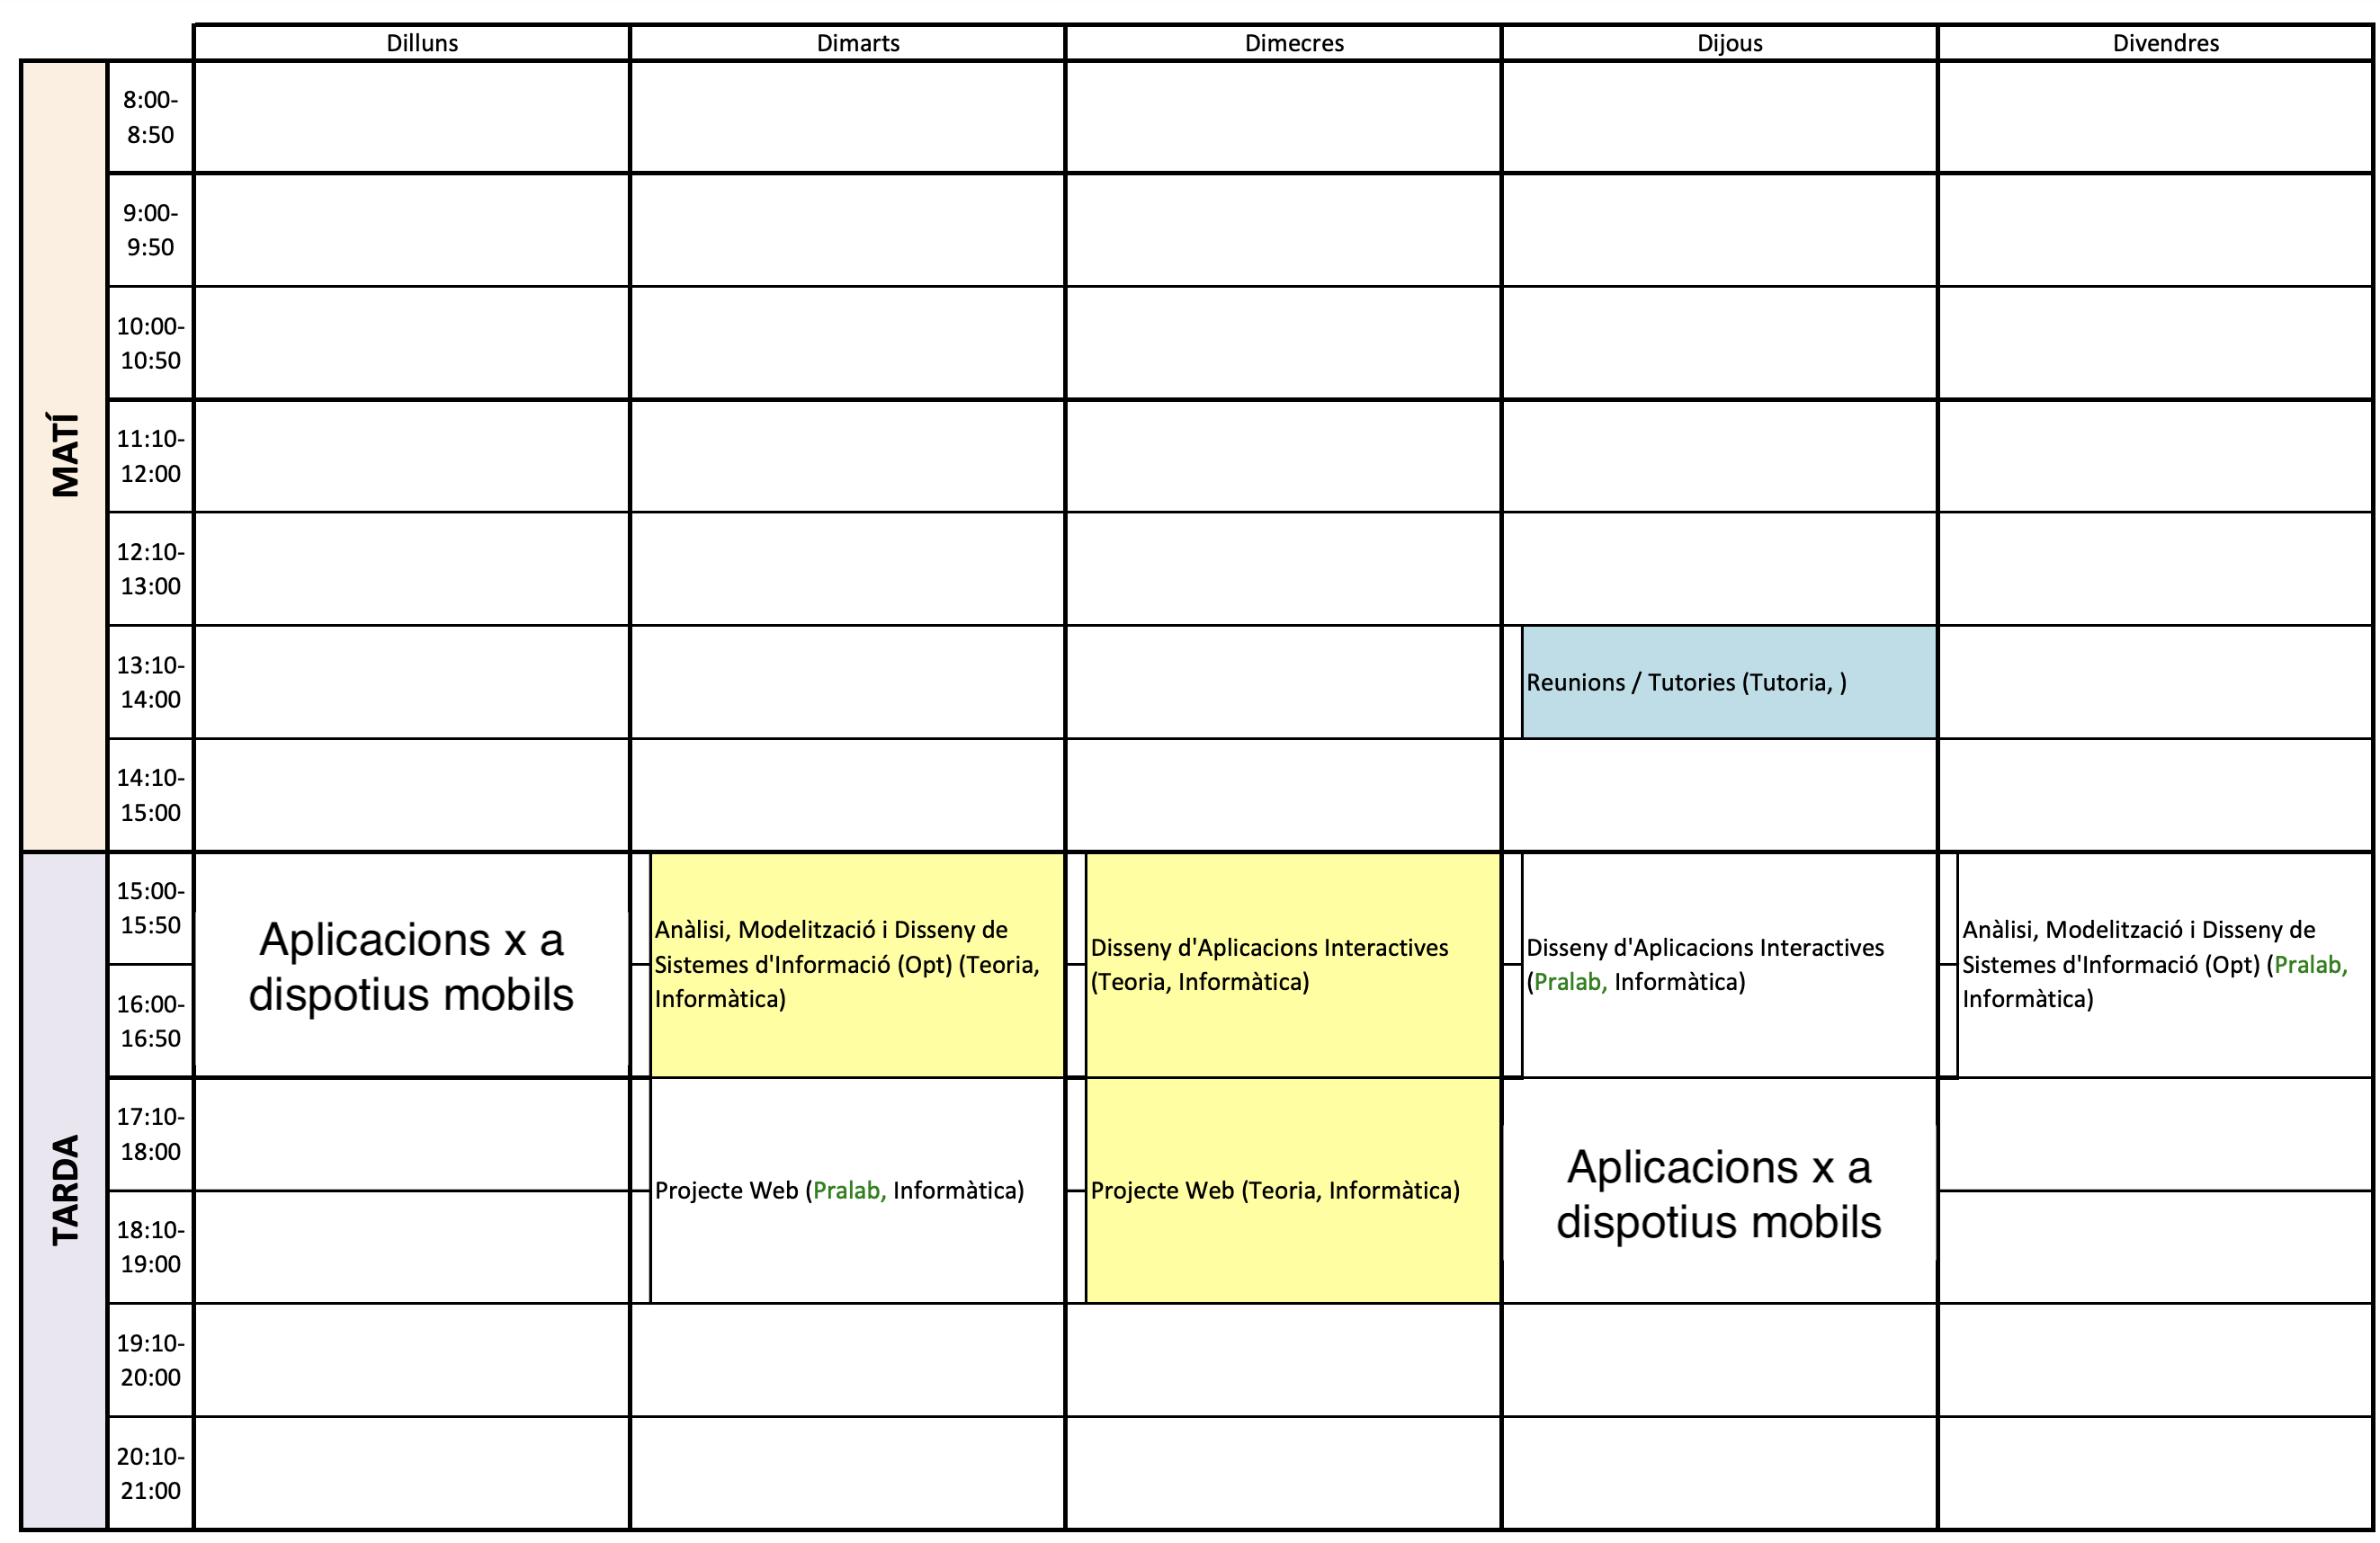 Dilluns
Dimarts
Dimecres
Dijous
Divendres
MATÍ
8:00-
8:50
9:00-
9:50
10:00-
10:50
11:10-
12:00
12:10-
13:00
13:10-
14:00
Reunions / Tutories (Tutoria, )
14:10-
15:00
TARDA
15:00-
15:50
16:00-
16:50
Aplicacions x a
dispotius mobils
Anàlisi, Modelització i Disseny de
Sistemes d'Informació (Opt) (Teoria,
Informàtica)
Disseny d'Aplicacions Interactives
(Teoria, Informàtica)
Disseny d'Aplicacions Interactives
(Pralab, Informàtica)
Anàlisi, Modelització i Disseny de
Sistemes d'Informació (Opt) (Pralab,
Informàtica)
17:10-
18:00
18:10-
19:00
Projecte Web (Pralab, Informàtica)
Projecte Web (Teoria, Informàtica)
Aplicacions x a
dispotius mobils
19:10-
20:00
20:10-
21:00